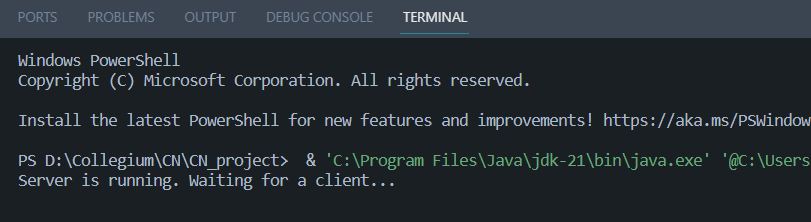 PORTS PROBLEMS OUTPUT DEBUG CONSOLE TERMINAL
Windows PowerShell
Copyright (C) Microsoft Corporation. All rights reserved.
Install the latest PowerShell for new features and improvements! https://aka.ms/PSWindow
PS D:\Collegium\CN\CN_project>  & 'C:\Program Files\Java\jdk-21\bin\java.exe' '@C:\Users
Server is running. Waiting for a client...